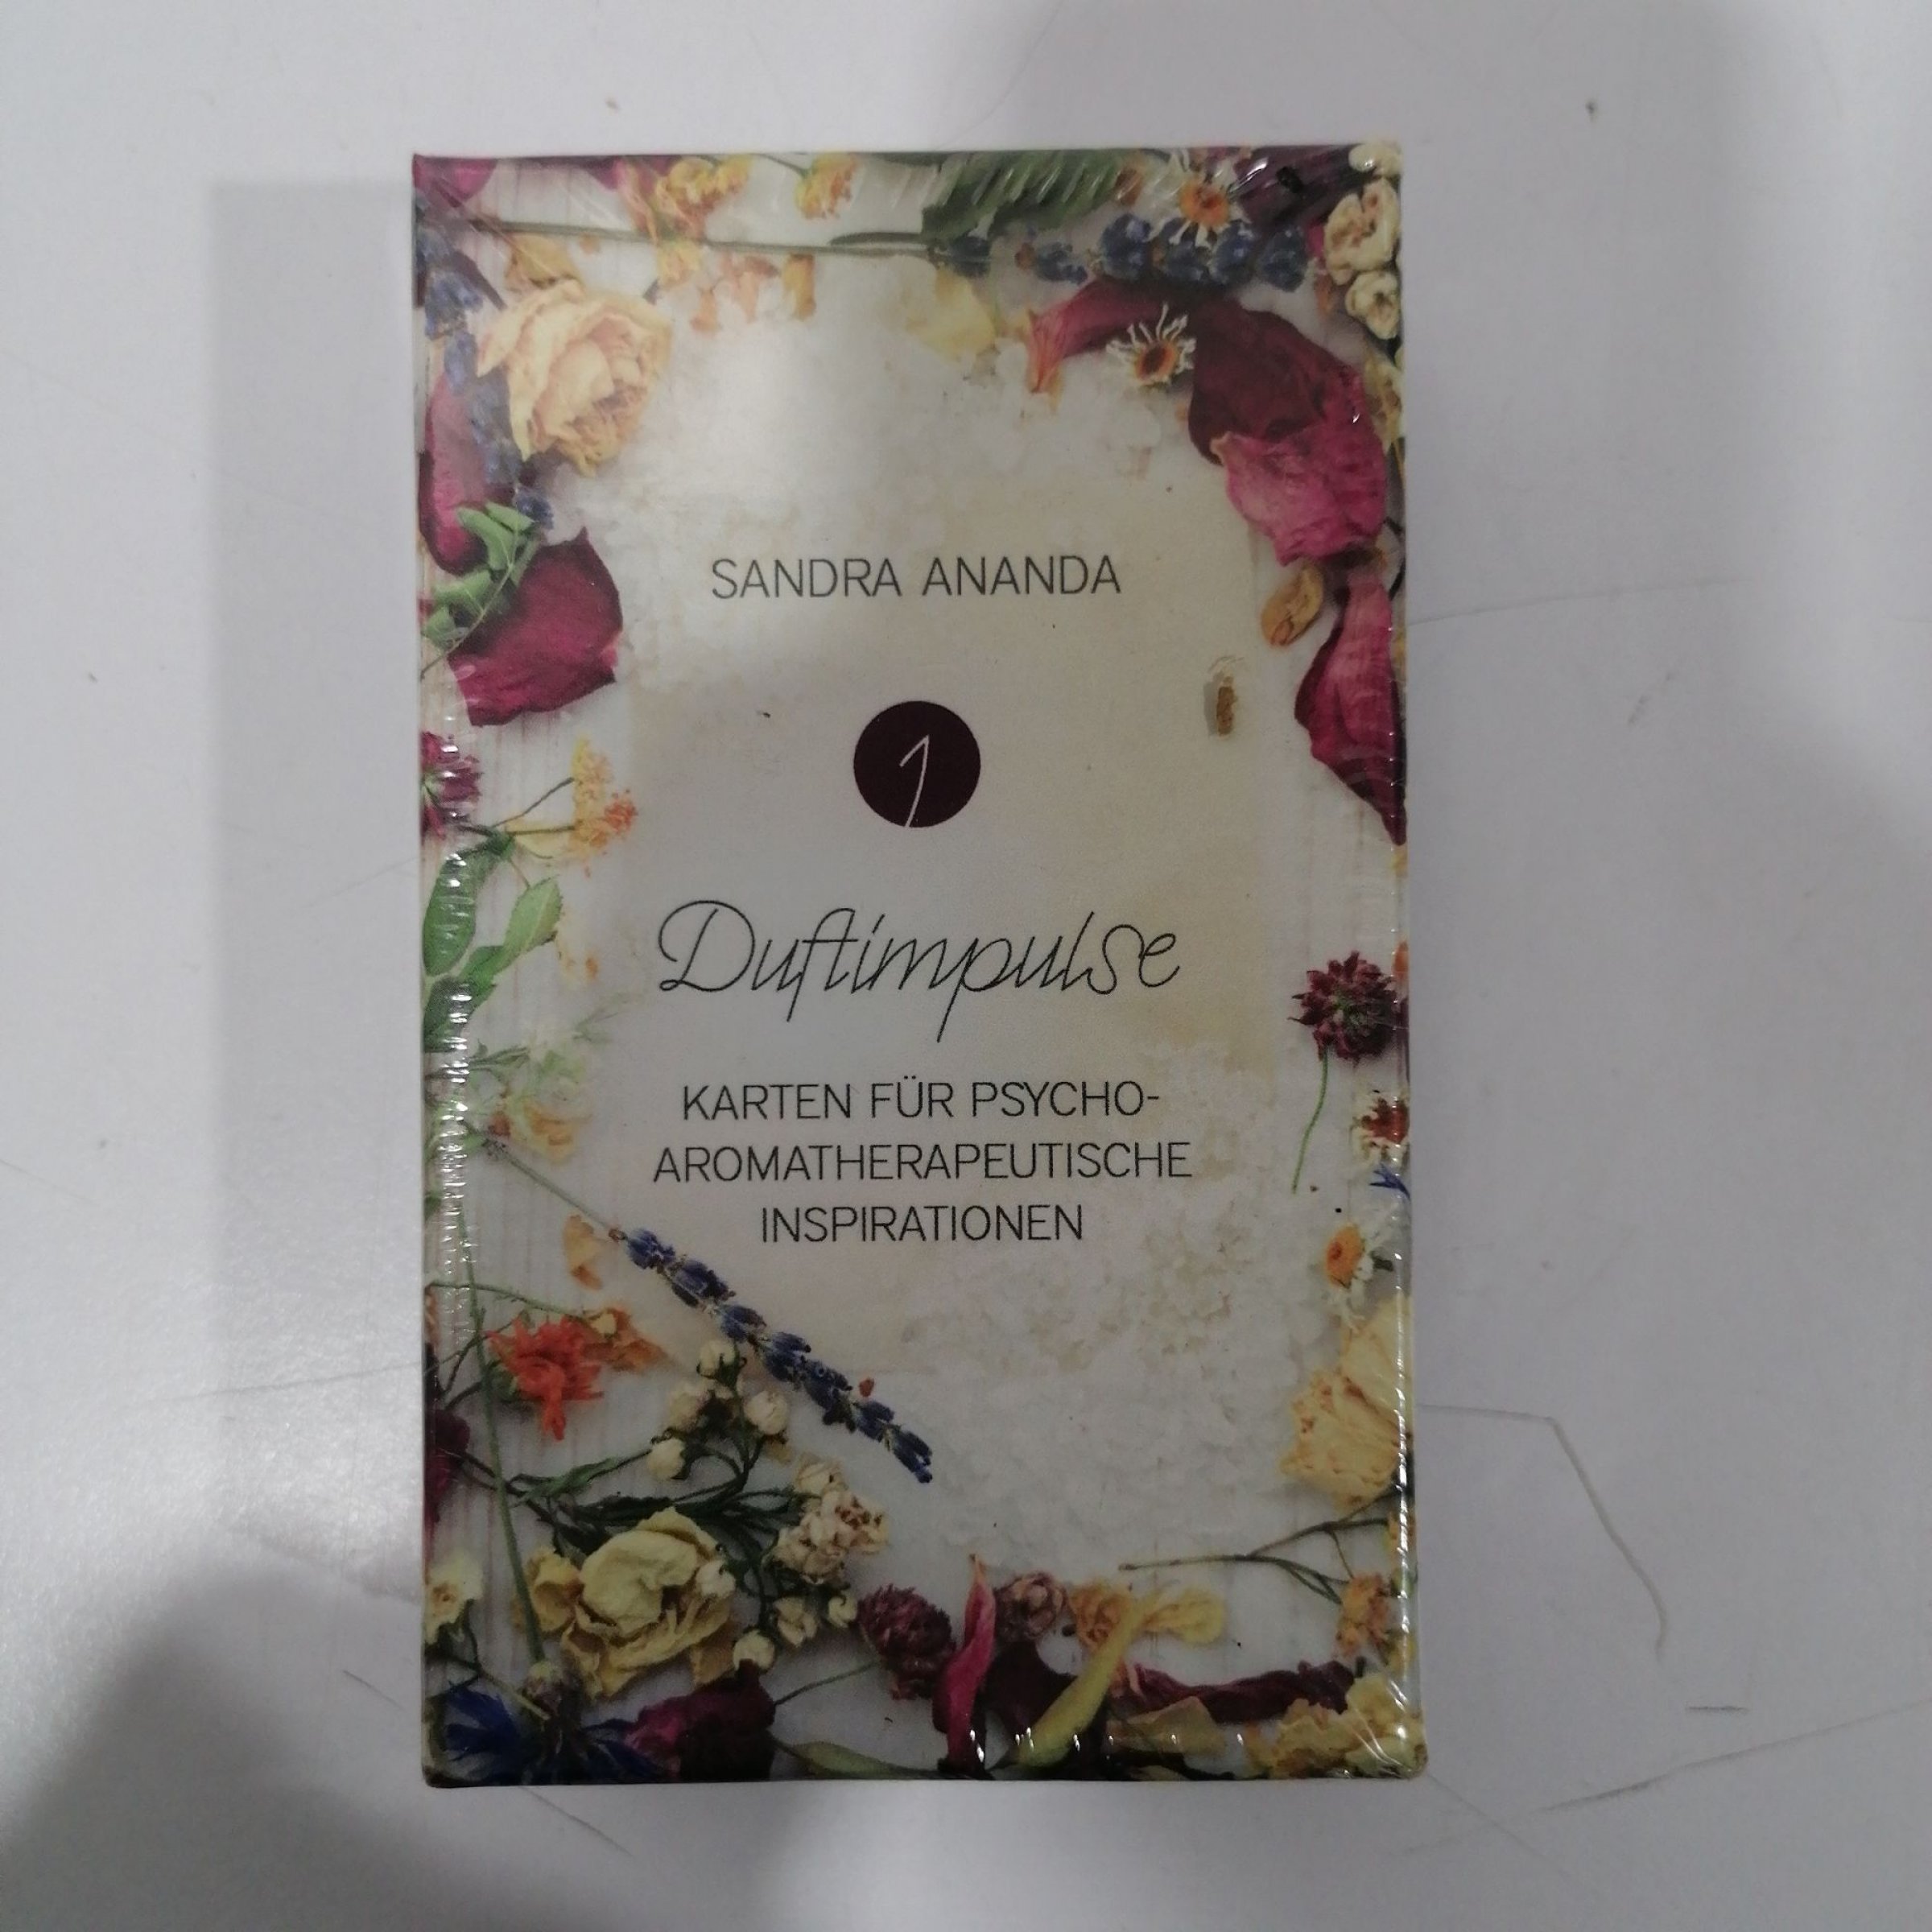 SANDRA ANANDA
1
Duftimpulse
KARTEN FÜR PSYCHO-
AROMATHERAPEUTISCHE
INSPIRATIONEN